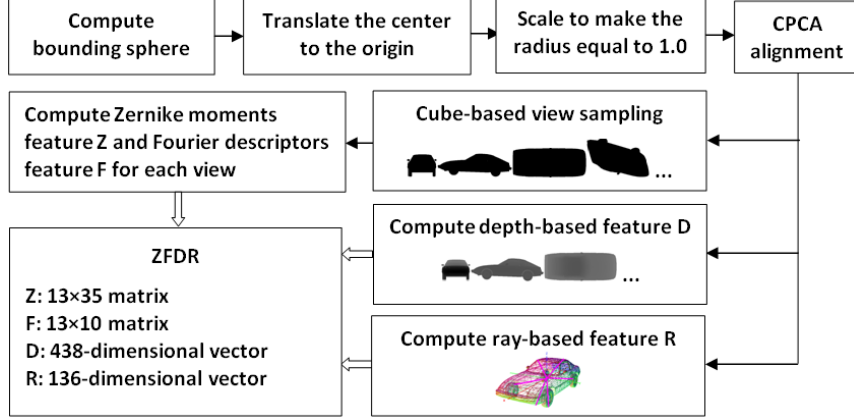 Compute
bounding sphere
Translate the center
to the origin
Scale to make the
radius equal to 1.0
CPCA
alignment
Compute Zernike moments
feature Z and Fourier descriptors
feature F for each view
Cube-based view sampling
...
Compute depth-based feature D
...
ZFDR
Z: 13×35 matrix
F: 13×10 matrix
D: 438-dimensional vector
R: 136-dimensional vector
Compute ray-based feature R